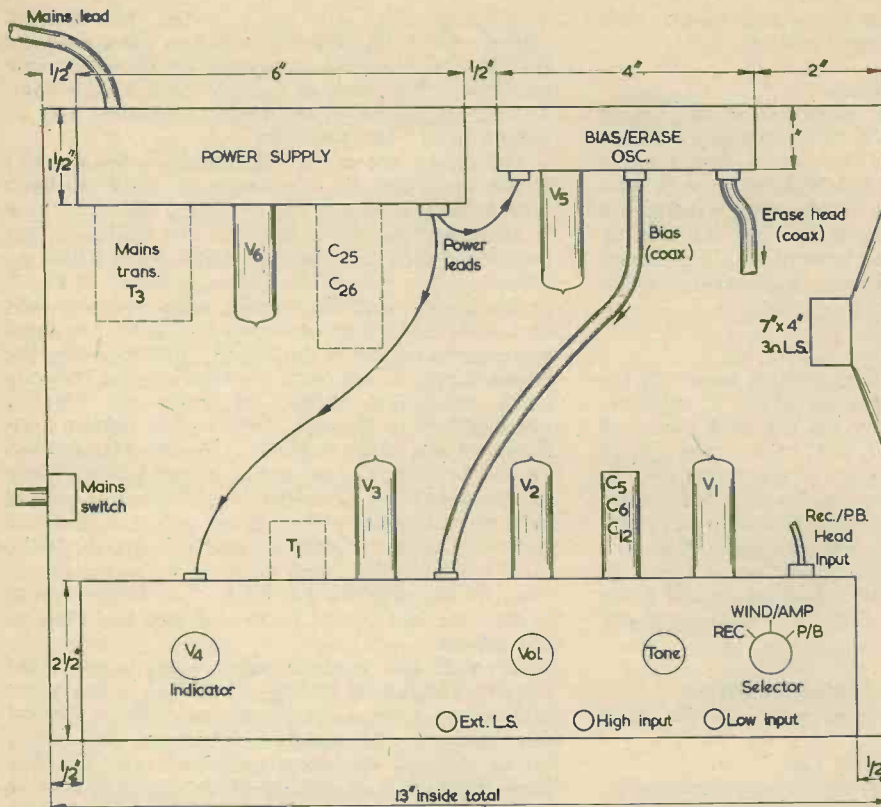 Mains lead
1/2"
6"
1/2"
4"
2"
1 1/2"
POWER SUPPLY
BIAS/ERASE
OSC.
"
Mains
trans.
T3
V6
C25
C26
Power
leads
V5
Bias
(coax)
Erase head
(coax)
7"x 4"
3Ω L.S.
Mains
switch
T1
V3
V2
C5
C6
C12
V1
Rec./P.B.
Head
Input
2 1/2"
V4
Indicator
Vol.
Tone
WIND/AMP
REC
P/B
Selector
Ext. L.S.
High input
Low input
1/2"
1/2"
13" inside total